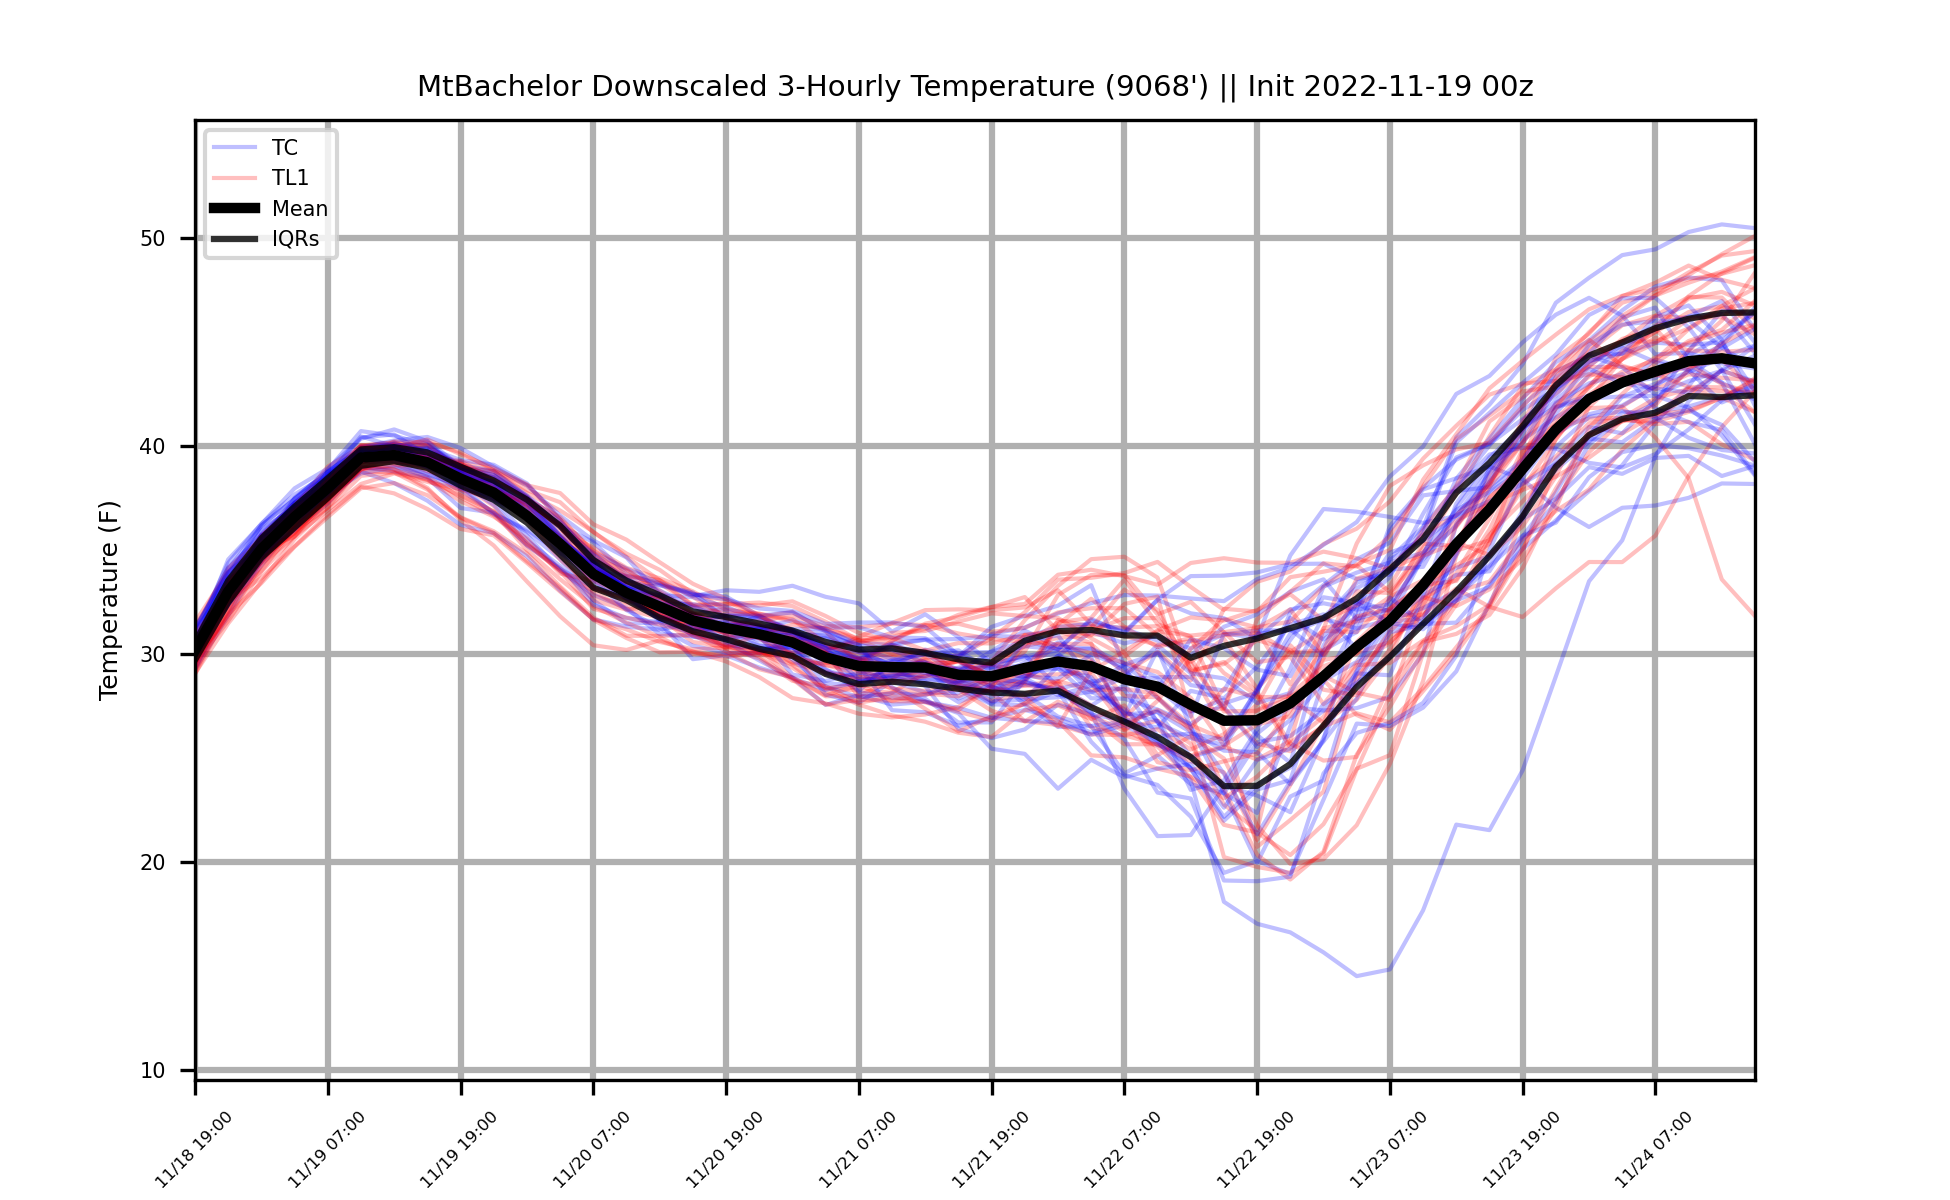 MtBachelor Downscaled 3-Hourly Temperature (9068') || Init 2022-11-19 00z
TC
TL1
Mean
IQRs
Temperature (F)
50
40
30
20
10
11/18 19:00
11/19 07:00
11/19 19:00
11/20 07:00
11/20 19:00
11/21 07:00
11/21 19:00
11/22 07:00
11/22 19:00
11/23 07:00
11/23 19:00
11/24 07:00